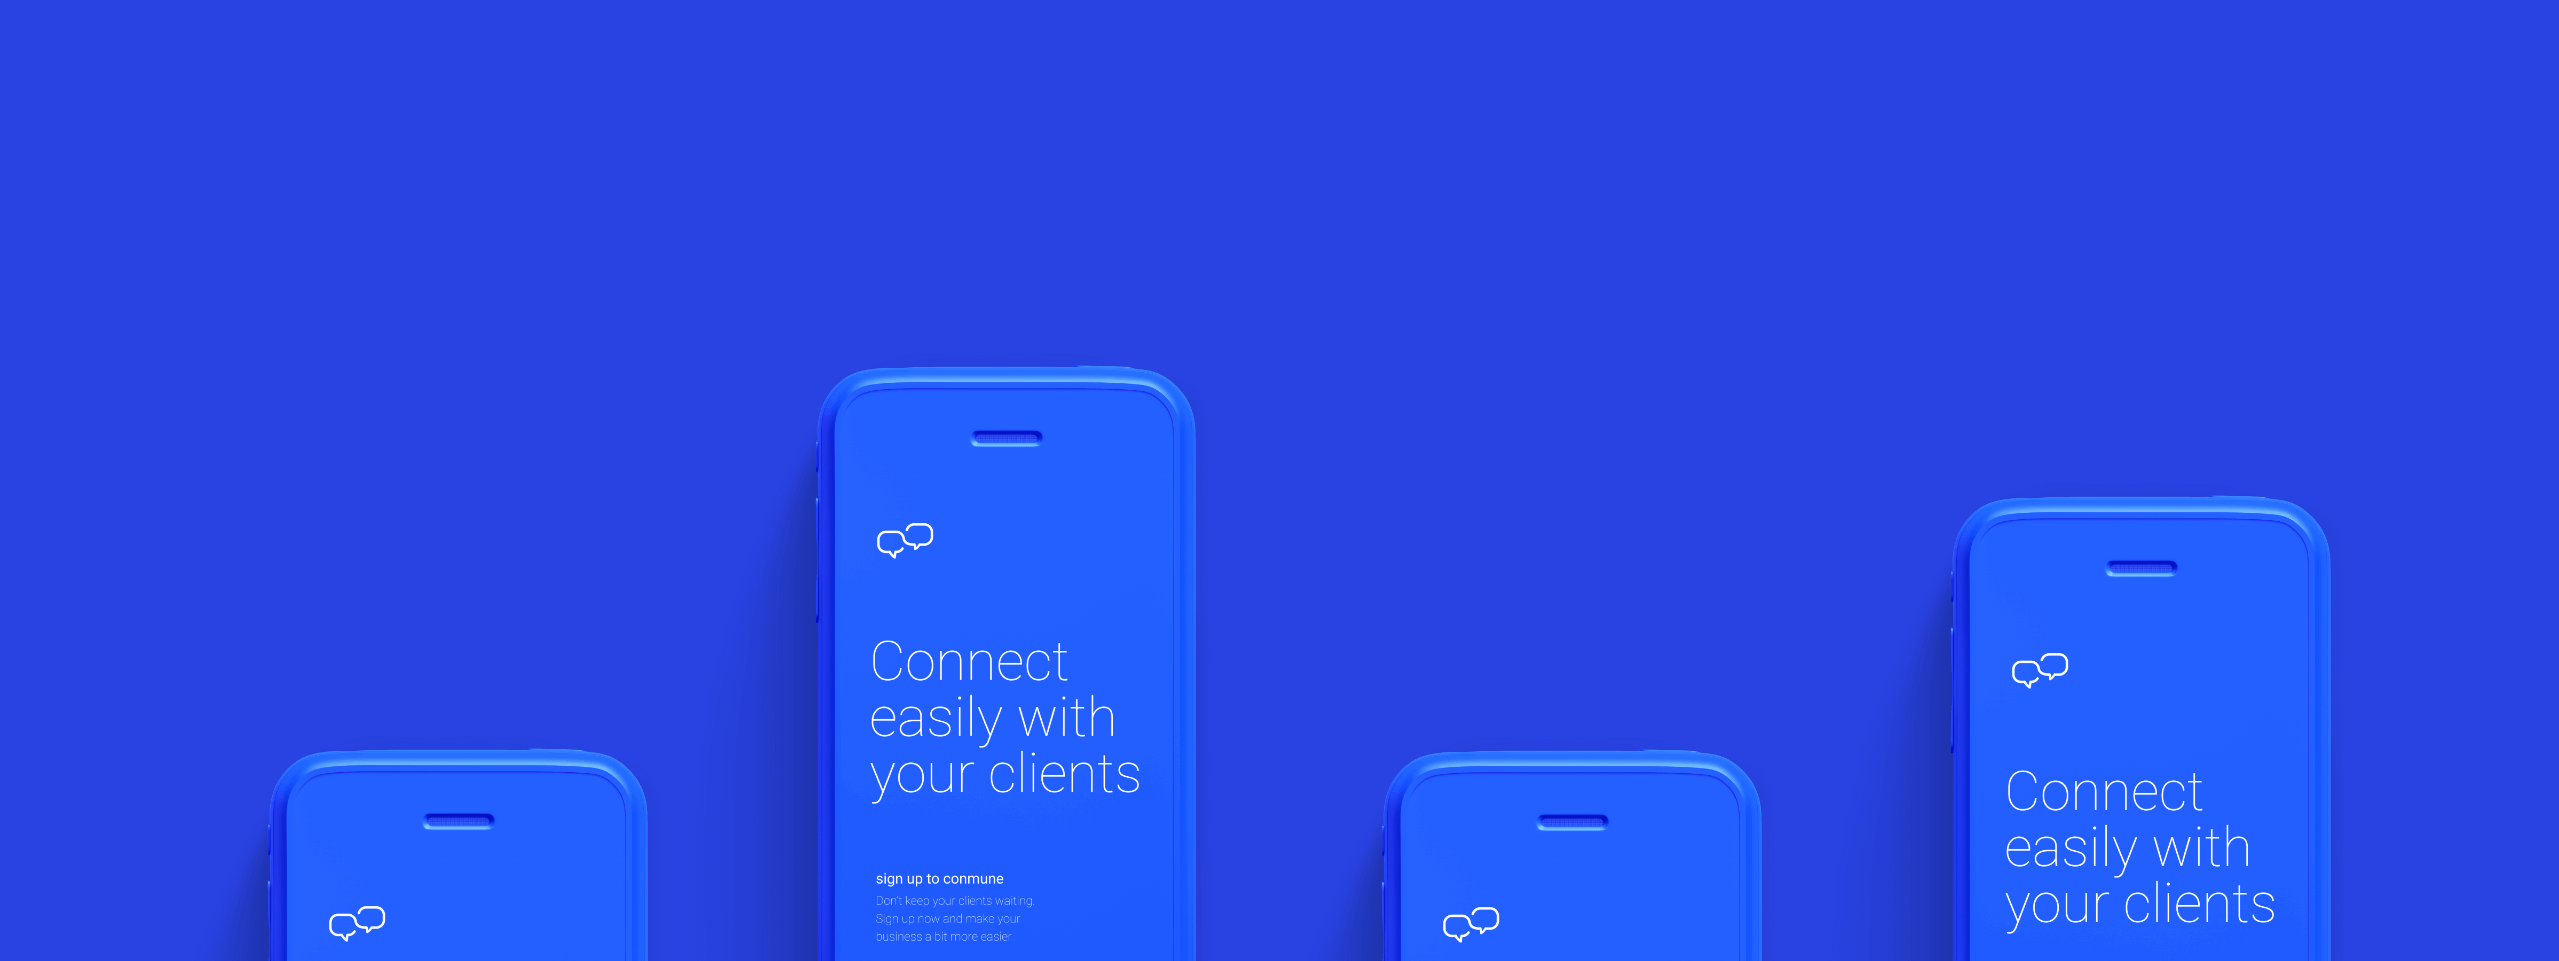 Connect
easily with
your clients
sign up to conmune
Don't keep your clients waiting.
Sign up now and make your
business a bit more easier
Connect
easily with
your clients